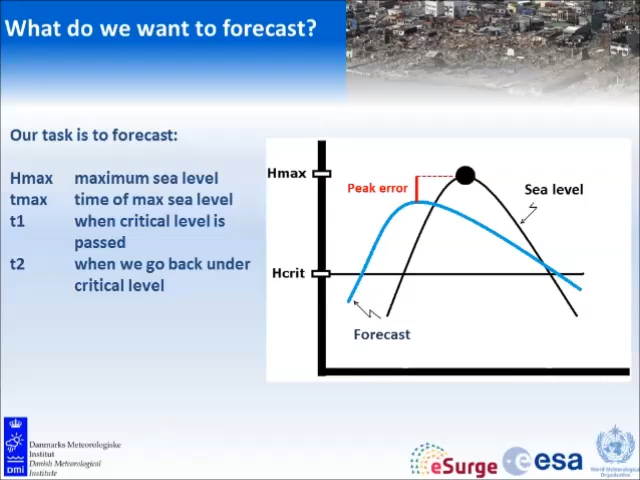 What do we want to forecast?
Our task is to forecast:
Hmax maximum sea level
tmax time of max sea level
t1 when critical level is
passed
t2 when we go back under
critical level
Hmax
Peak error
Sea level
Hcrit
Forecast
dmi
Danmarks Meteorologiske
Institut
Danish Meteorological
Institute
eSurge
esa
World Meteorological
Organization